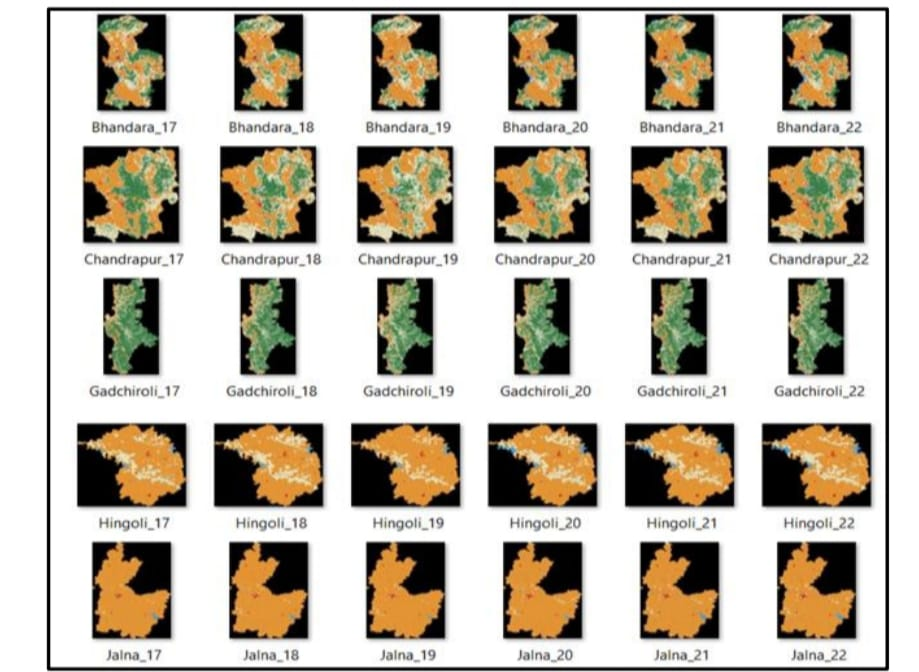 Bhandara_17 Bhandara_18 Bhandara_19 Bhandara_20 Bhandara_21 Bhandara_22
Chandrapur_17 Chandrapur_18 Chandrapur_19 Chandrapur_20 Chandrapur_21 Chandrapur_22
Gadchiroli_17 Gadchiroli_18 Gadchiroli_19 Gadchiroli_20 Gadchiroli_21 Gadchiroli_22
Hingoli_17 Hingoli_18 Hingoli_19 Hingoli_20 Hingoli_21 Hingoli_22
Jalna_17 Jalna_18 Jalna_19 Jalna_20 Jalna_21 Jalna_22